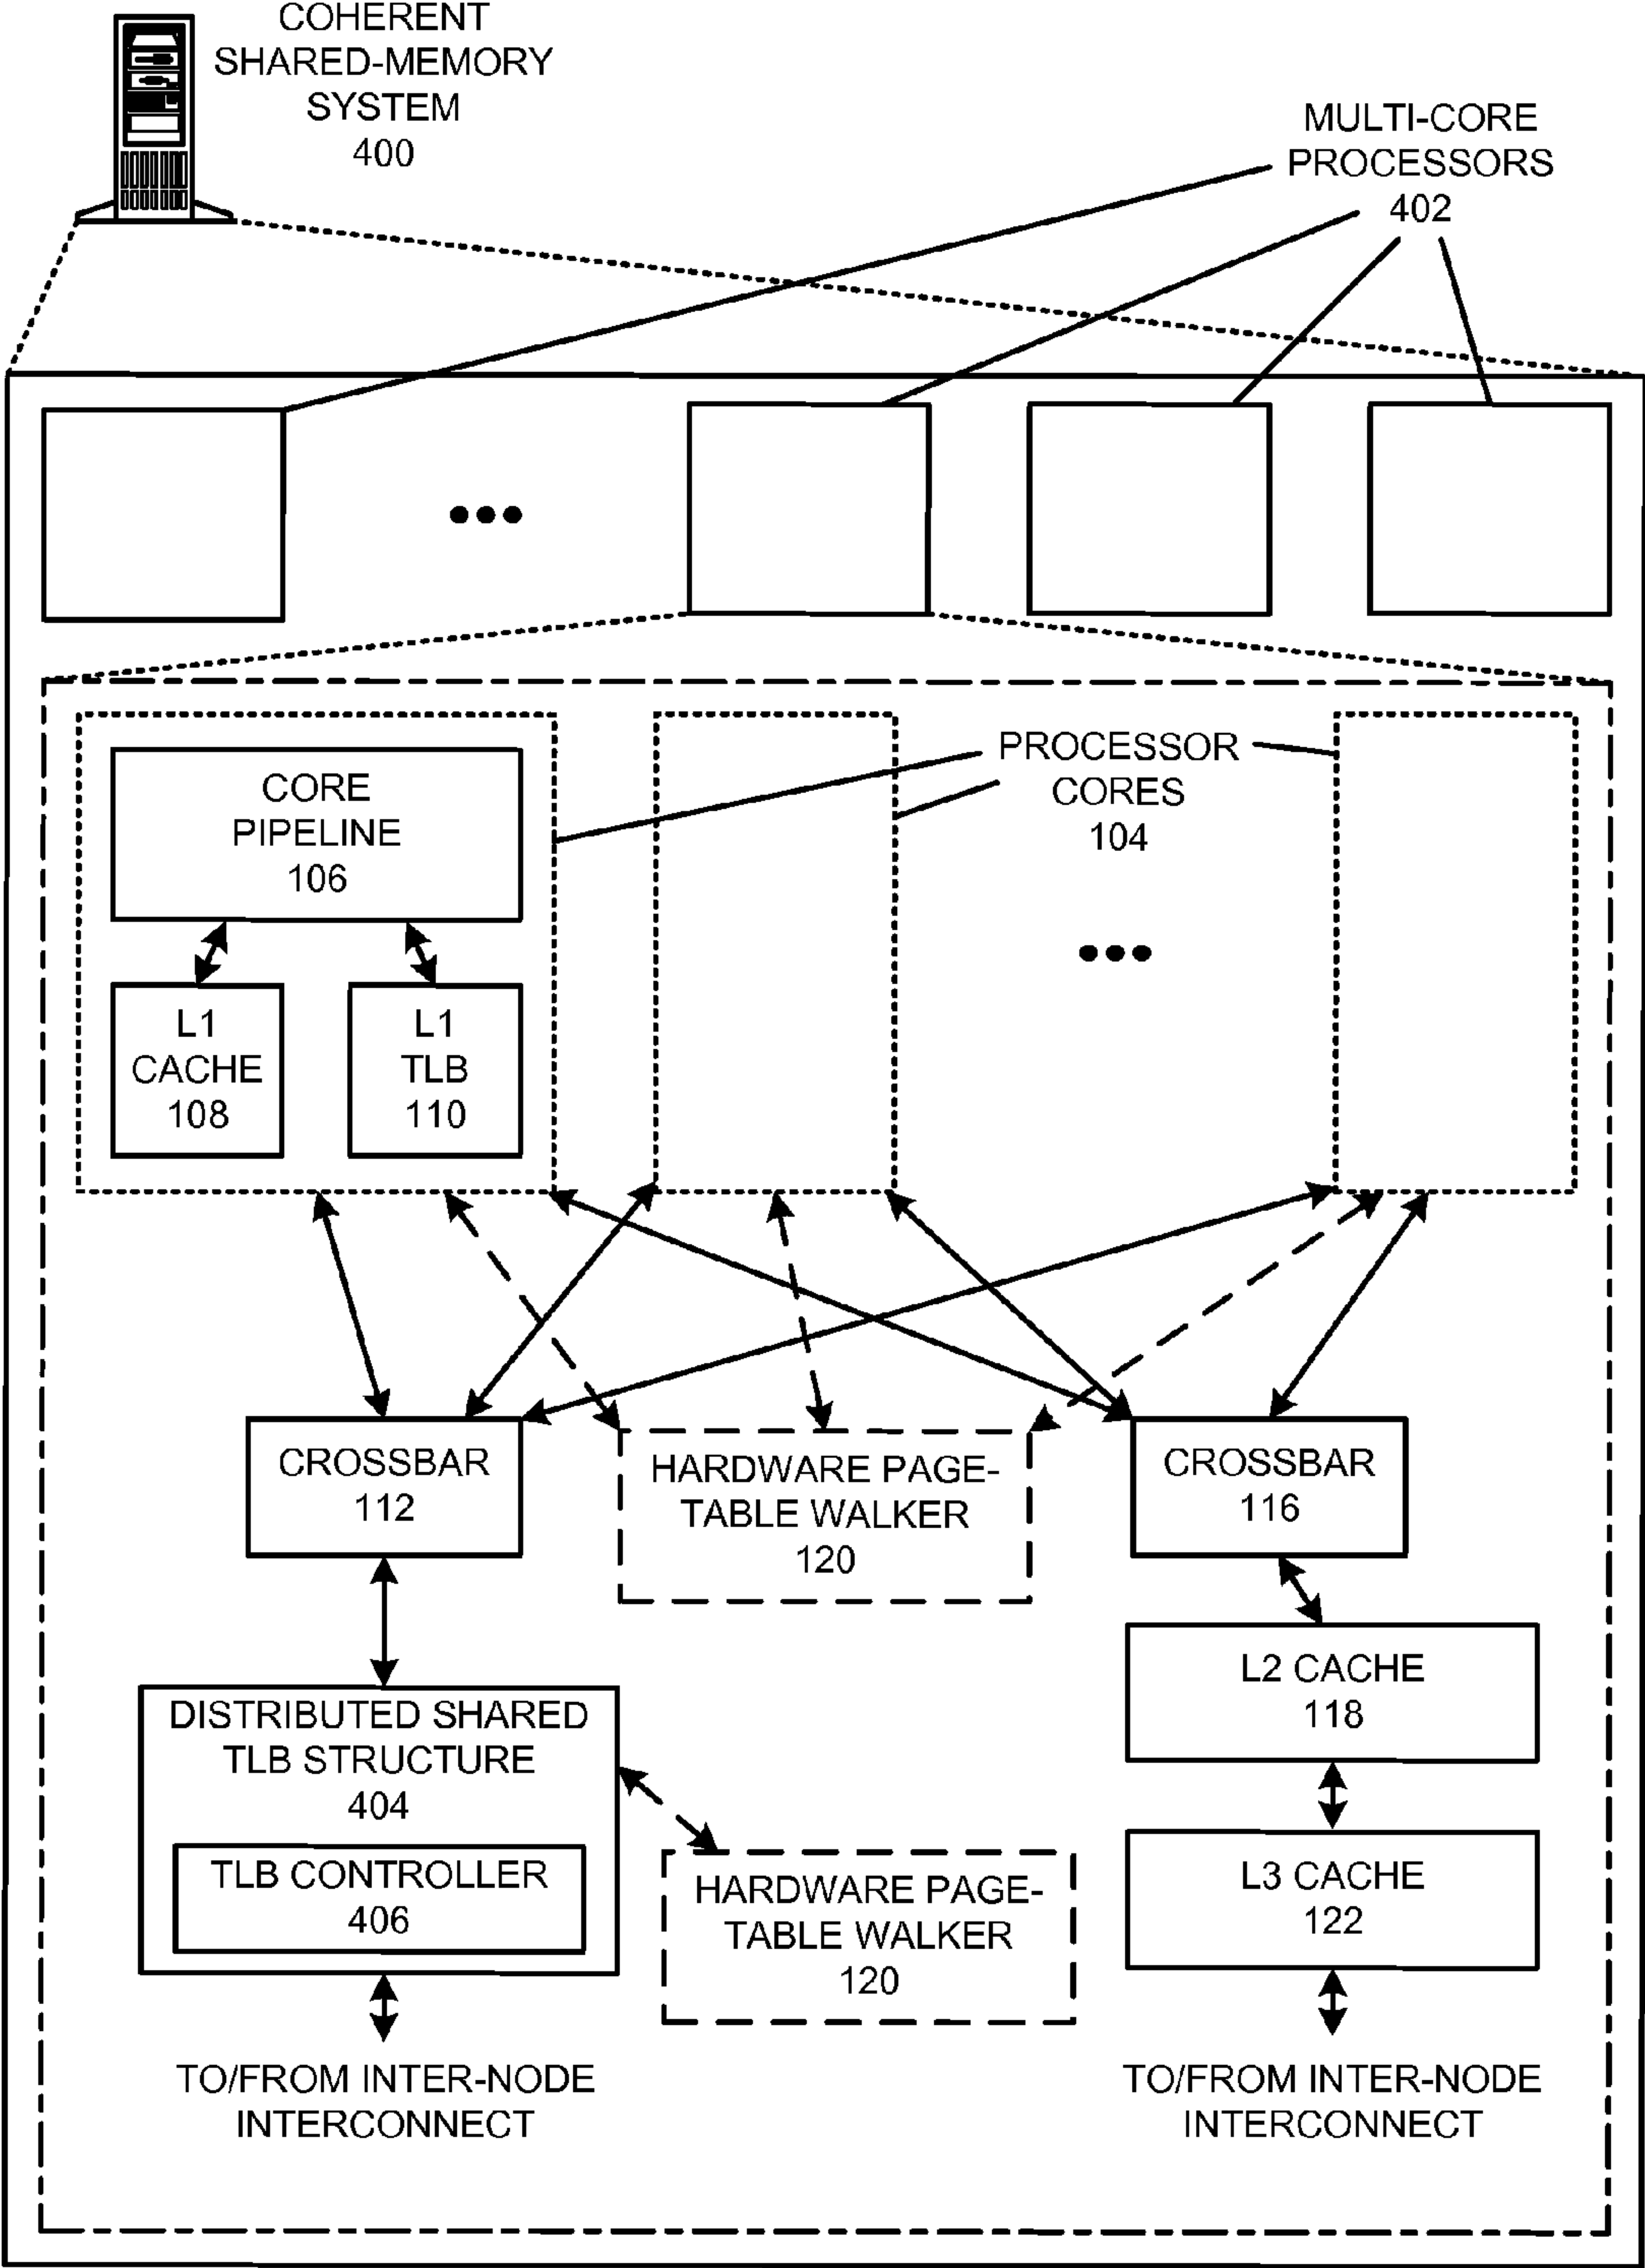 COHERENT
SHARED-MEMORY
SYSTEM
400
MULTI-CORE
PROCESSORS
402
PROCESSOR
CORES
104
CORE
PIPELINE
106
L1
CACHE
108
L1
TLB
110
CROSSBAR
112
HARDWARE PAGE-
TABLE WALKER
120
CROSSBAR
116
L2 CACHE
118
DISTRIBUTED SHARED
TLB STRUCTURE
404
TLB CONTROLLER
406
HARDWARE PAGE-
TABLE WALKER
120
L3 CACHE
122
TO/FROM INTER-NODE
INTERCONNECT
TO/FROM INTER-NODE
INTERCONNECT